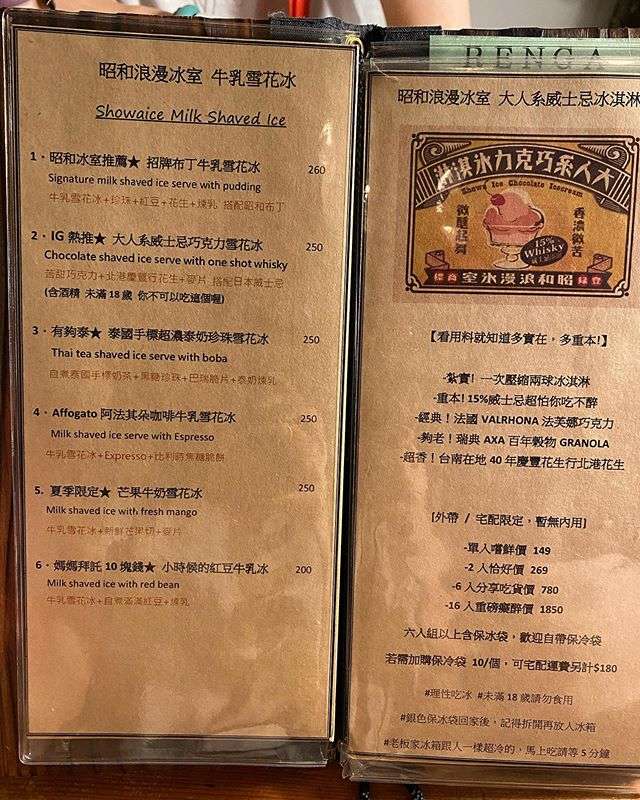 昭和浪漫冰室 牛乳雪花冰
Showaice Milk Shaved Ice
1・昭和冰室推薦★ 招牌布丁牛乳雪花冰 260
Signature milk shaved ice serve with pudding
牛乳雪花冰+珍珠+紅豆+花生+煉乳 搭配昭和布丁
2・IG 熱推★ 大人系威士忌巧克力雪花冰 250
Chocolate shaved ice serve with one shot whisky
苦甜巧克力+北港慶豐行花生+麥片 搭配日本威士忌
(含酒精 未滿 18 歲 你不可以吃這個喔)
3・有夠泰★ 泰國手標超濃泰奶珍珠雪花冰 250
Thai tea shaved ice serve with boba
自煮泰國手標奶茶+黑糖珍珠+巴瑞脆片+泰奶煉乳
4・Affogato 阿法其朵咖啡牛乳雪花冰 250
Milk shaved ice serve with Espresso
牛乳雪花冰+Expresso+比利時焦糖脆餅
5．夏季限定★ 芒果牛奶雪花冰 250
Milk shaved ice with fresh mango
牛乳雪花冰+新鮮芒果切+麥片
6・媽媽拜託 10 塊錢★ 小時候的紅豆牛乳冰 200
Milk shaved ice with red bean
牛乳雪花冰+自煮滿滿紅豆+煉乳
RENGA
昭和浪漫冰室 大人系威士忌冰淇淋
大人系巧克力冰淇淋
Showa Ice Chocolate Icecream
香濃微苦
微醺起舞
15%
Whisky
登錄 昭和浪漫冰室 商標
【看用料就知道多實在，多重本!】
-紮實! 一次壓縮兩球冰淇淋
-重本! 15%威士忌超怕你吃不醉
-經典！法國 VALRHONA 法芙娜巧克力
-夠老！瑞典 AXA 百年穀物 GRANOLA
-超香！台南在地 40 年慶豐花生行北港花生
[外帶 / 宅配限定，暫無內用]
-單人嚐鮮價 149
-2 人恰好價 269
-6 人分享吃貨價 780
-16 人重磅癡醉價 1850
六入組以上含保冰袋，歡迎自帶保冷袋
若需加購保冷袋 10/個，可宅配運費另計$180
#理性吃冰 #未滿 18 歲請勿食用
#銀色保冰袋回家後，記得拆開再放入冰箱
#老板家冰箱跟人一樣超冷的，馬上吃請等 5 分鐘